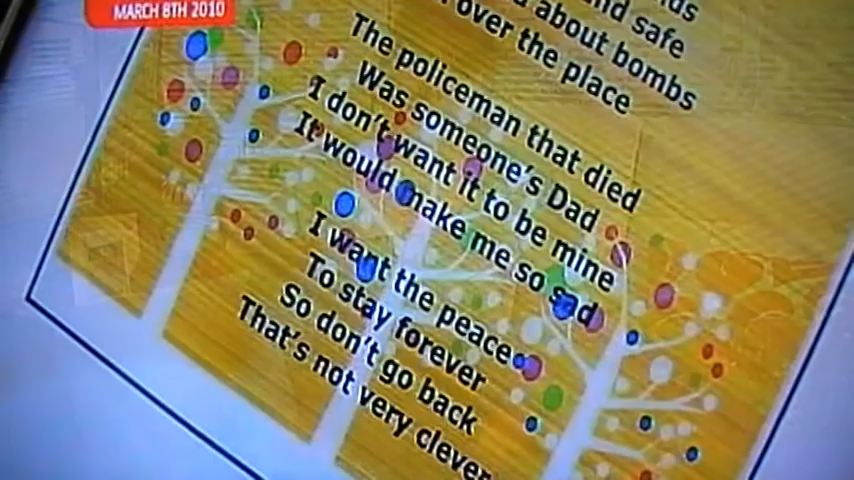 MARCH 8TH 2010
and safe
about bombs
over the place
The policeman that died
Was someone's Dad
I don't want it to be mine
It would make me so sad
I want the peace
To stay forever
So don't go back
That's not very clever